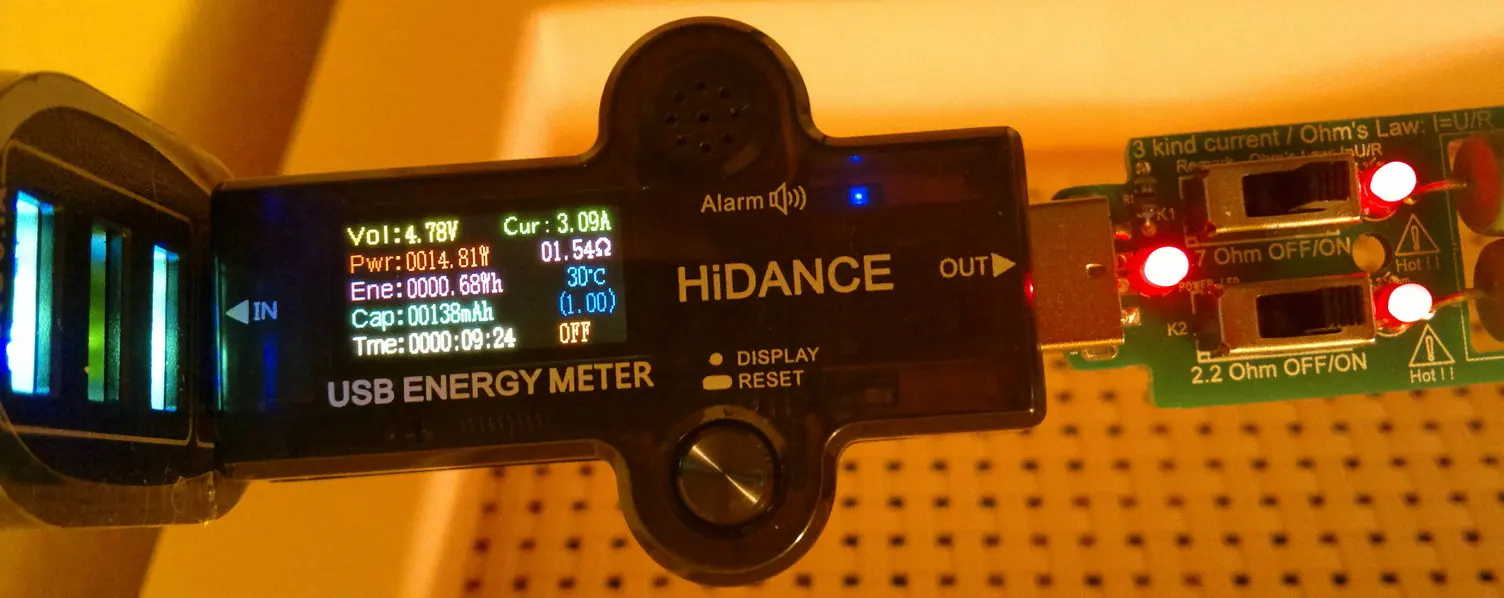 Vol:4.78V Cur:3.09A
Pwr:0014.81W 01.54Ω
Ene:0000.68Wh 30℃
Cap:00138mAh (1.00)
Tme:0000:09:24 OFF
USB ENERGY METER
IN
Alarm
HiDANCE
OUT
DISPLAY
RESET
3 kind current / Ohm's Law: I=U/R
K1
7 Ohm OFF/ON
Hot!!
K2
2.2 Ohm OFF/ON
Hot!!